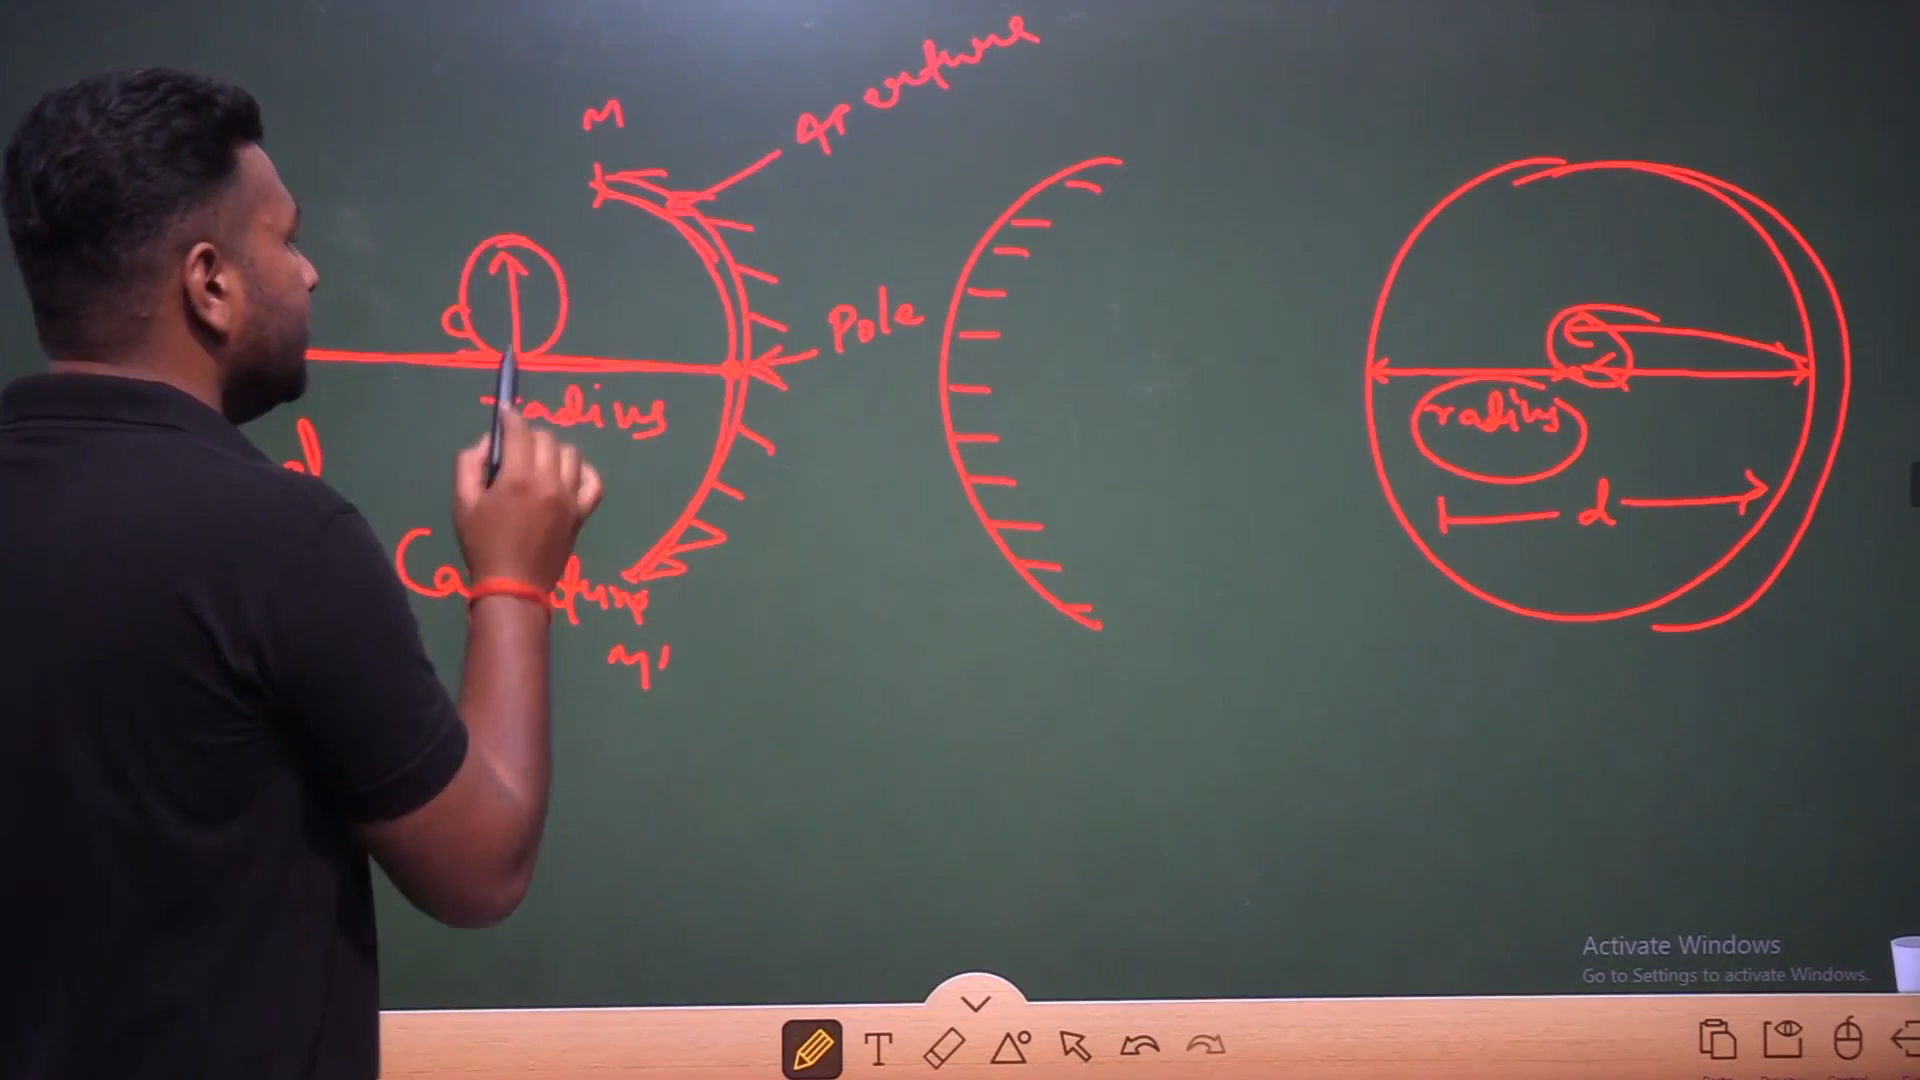 M
aperture
Pole
radius
radius
d
M'
Activate Windows
Go to Settings to activate Windows.
T